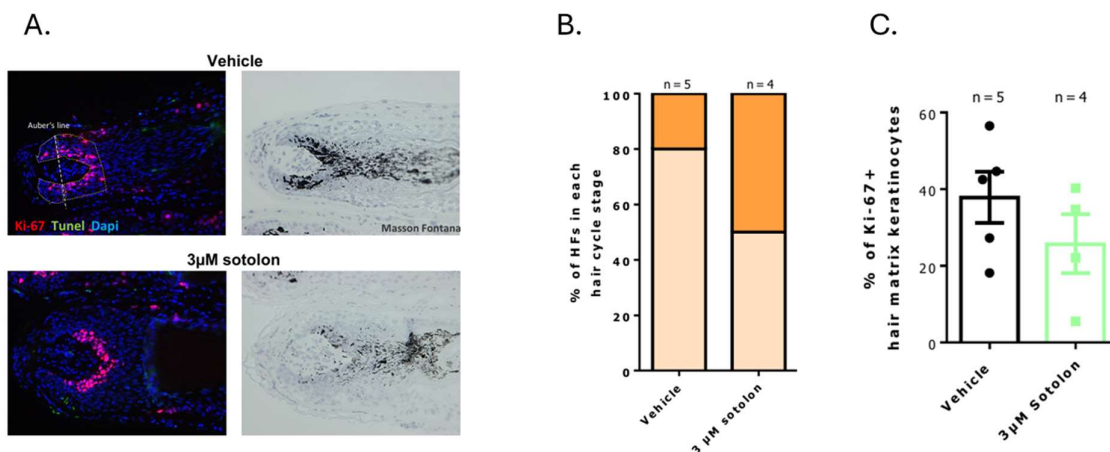 A.
Vehicle
Auber's line
Ki-67 Tunel Dapi
Masson Fontana
3µM sotolon
B.
% of HFs in each
hair cycle stage
100
80
60
40
20
0
n = 5
n = 4
Vehicle
3 µM sotolon
C.
% of Ki-67+
hair matrix keratinocytes
60
40
20
0
n = 5
n = 4
Vehicle
3µM Sotolon